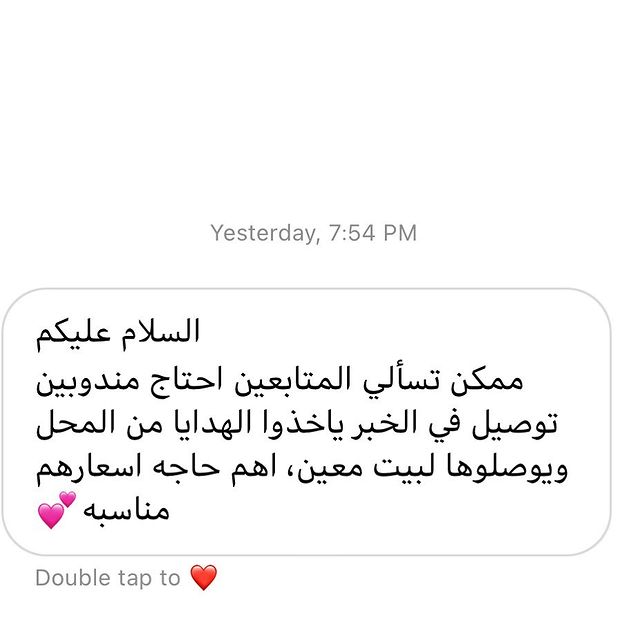 Yesterday, 7:54 PM
السلام عليكم
ممكن تسألي المتابعين احتاج مندوبين
توصيل في الخبر ياخذوا الهدايا من المحل
ويوصلوها لبيت معين، اهم حاجه اسعارهم
مناسبه 💕
Double tap to ❤️